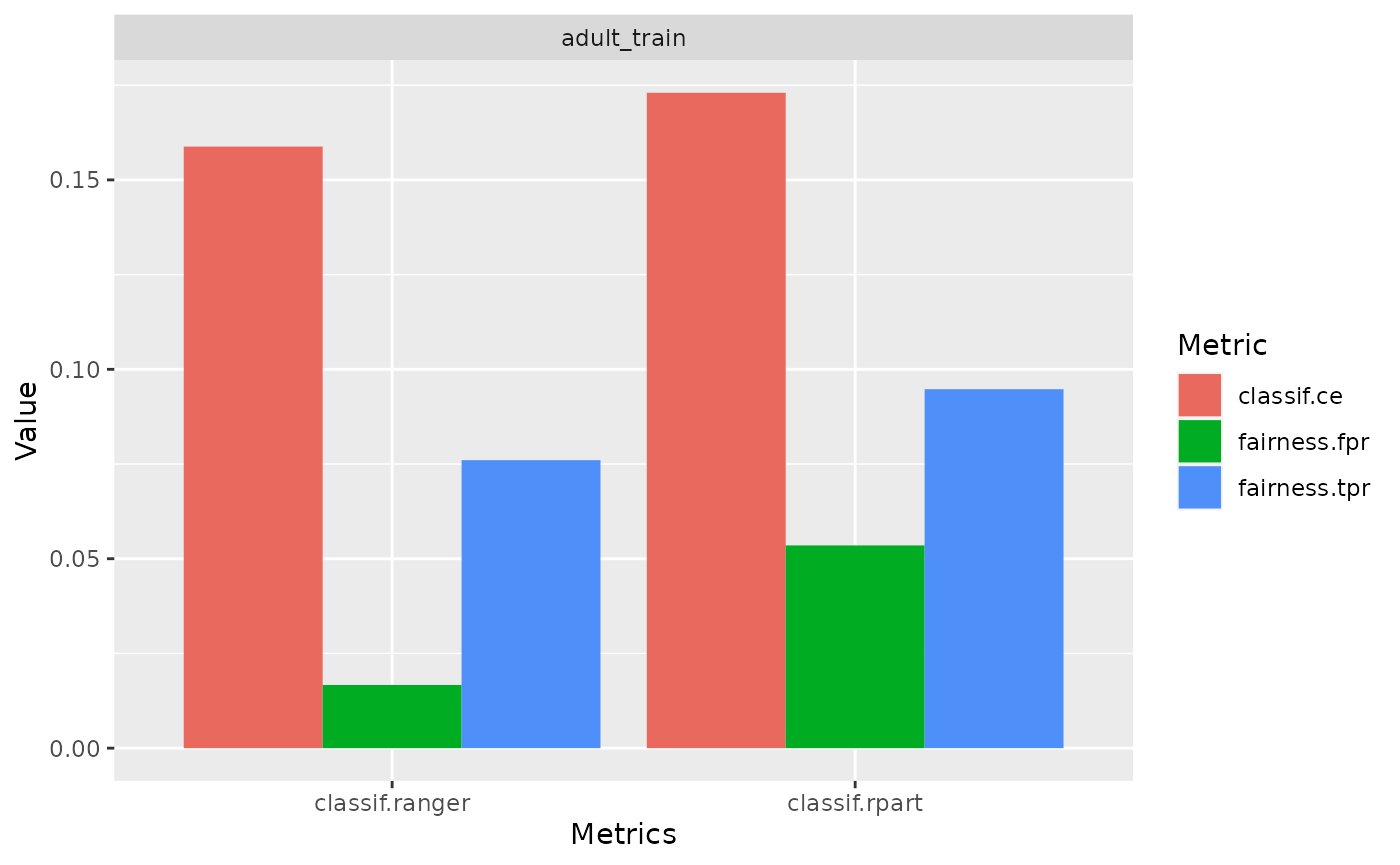 adult_train
0.15
0.10
0.05
0.00
Value
classif.ranger
classif.rpart
Metrics
Metric
classif.ce
fairness.fpr
fairness.tpr